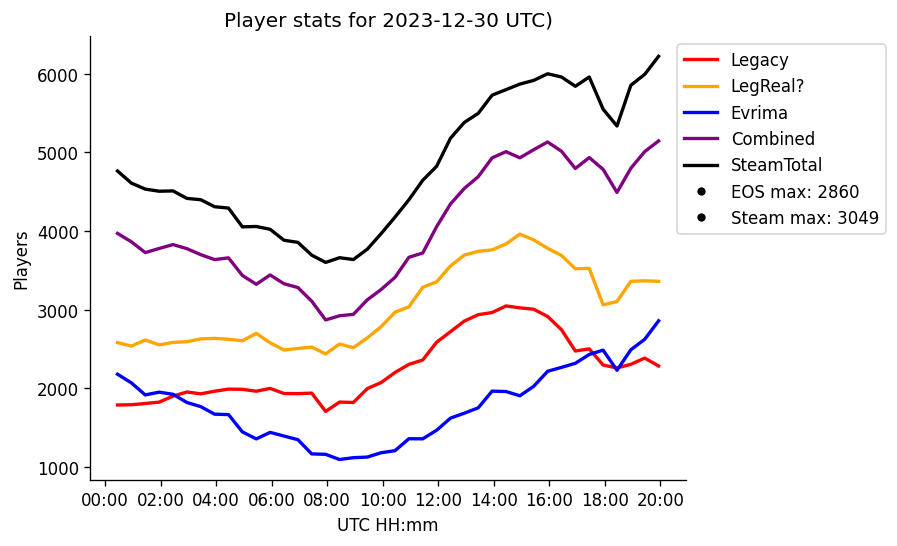 Player stats for 2023-12-30 UTC)
Players
6000
5000
4000
3000
2000
1000
00:00 02:00 04:00 06:00 08:00 10:00 12:00 14:00 16:00 18:00 20:00
UTC HH:mm
Legacy
LegReal?
Evrima
Combined
SteamTotal
EOS max: 2860
Steam max: 3049